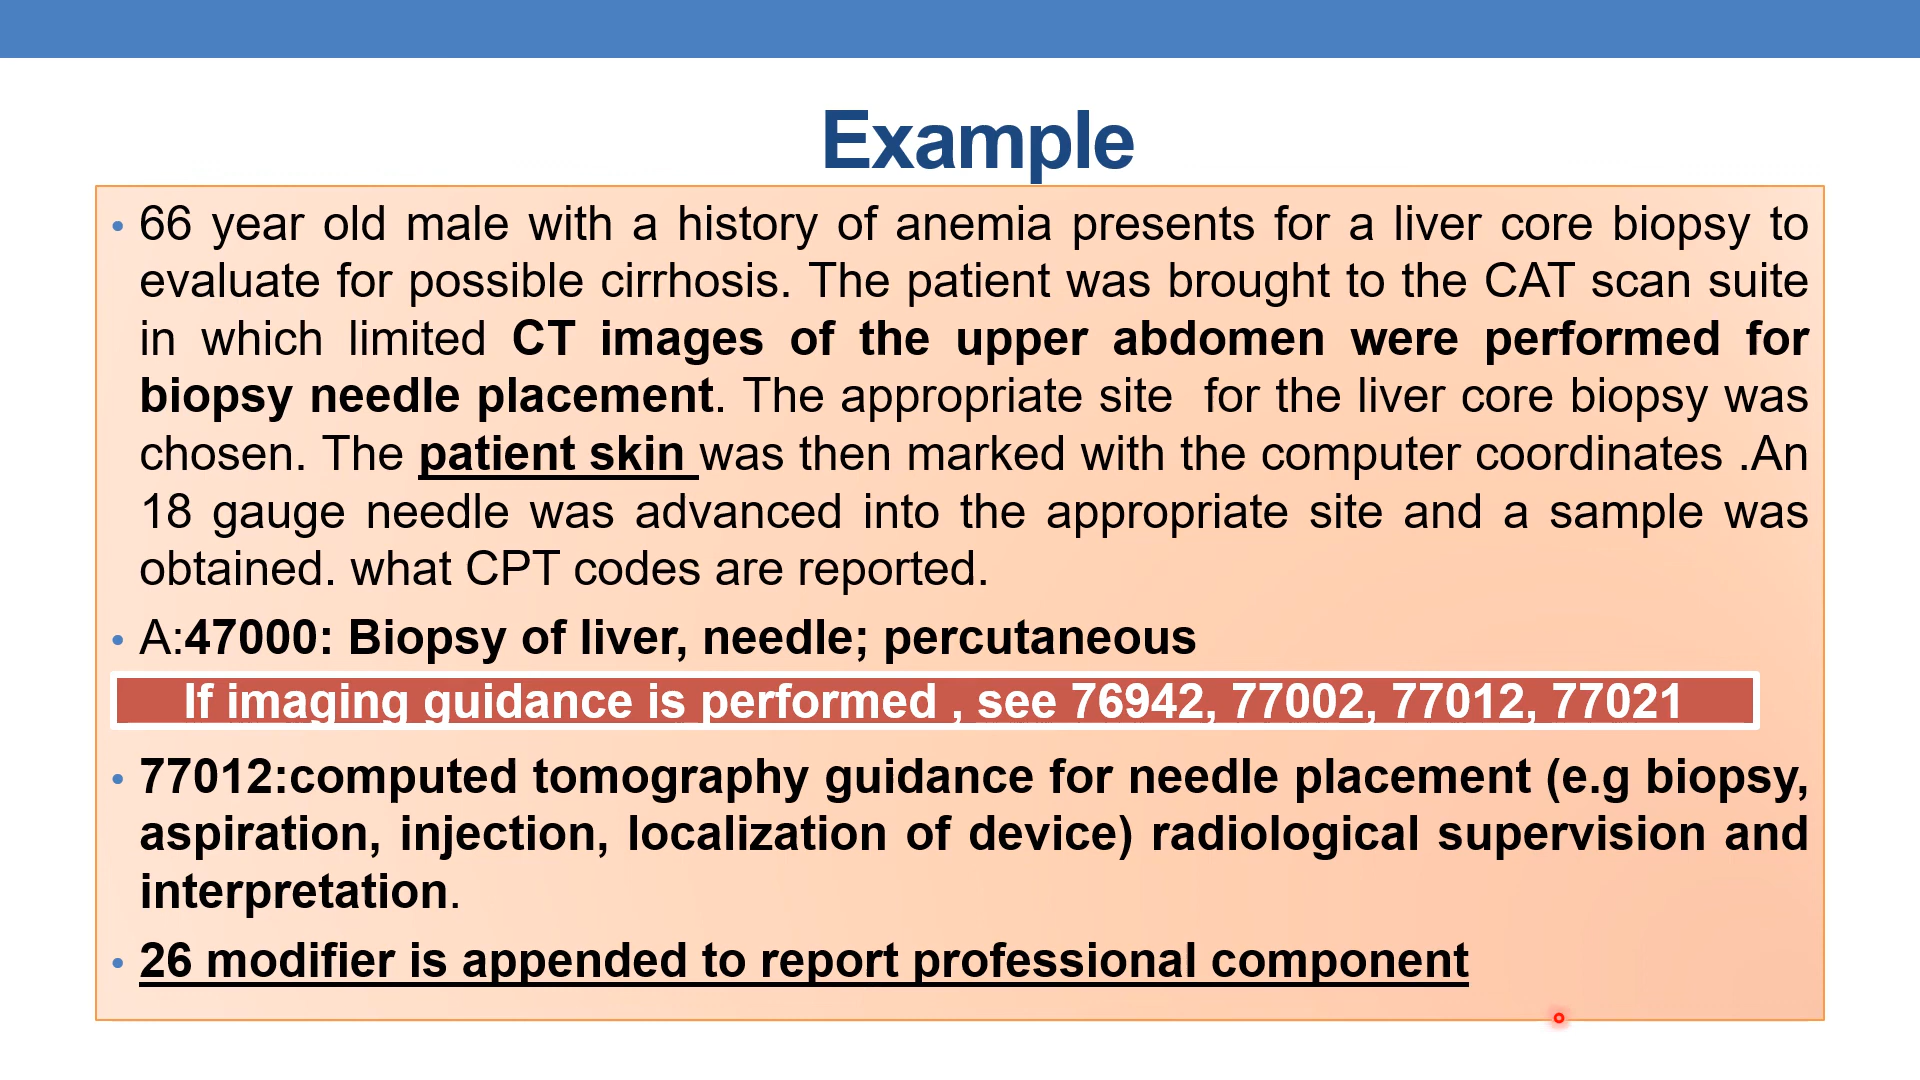 Example
• 66 year old male with a history of anemia presents for a liver core biopsy to
evaluate for possible cirrhosis. The patient was brought to the CAT scan suite
in which limited CT images of the upper abdomen were performed for
biopsy needle placement. The appropriate site for the liver core biopsy was
chosen. The patient skin was then marked with the computer coordinates .An
18 gauge needle was advanced into the appropriate site and a sample was
obtained. what CPT codes are reported.
• A:47000: Biopsy of liver, needle; percutaneous
If imaging guidance is performed , see 76942, 77002, 77012, 77021
• 77012:computed tomography guidance for needle placement (e.g biopsy,
aspiration, injection, localization of device) radiological supervision and
interpretation.
• 26 modifier is appended to report professional component